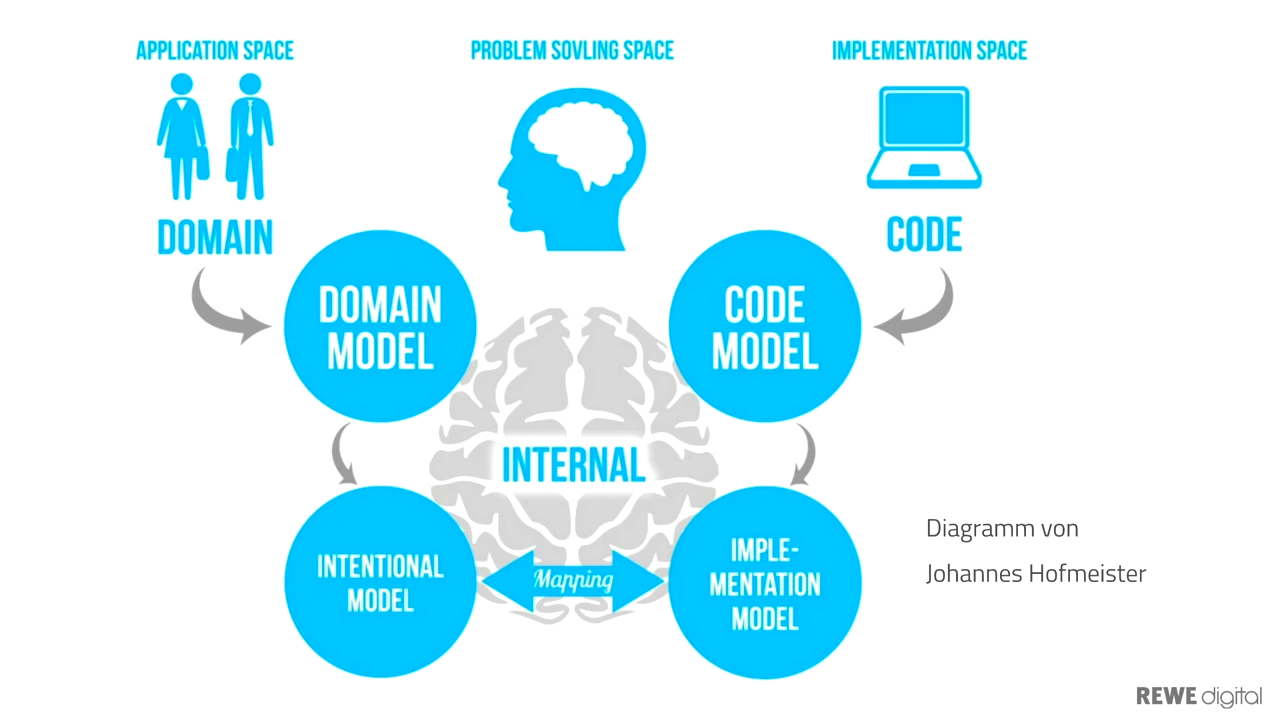 APPLICATION SPACE
PROBLEM SOVLING SPACE
IMPLEMENTATION SPACE
DOMAIN
CODE
DOMAIN
MODEL
CODE
MODEL
INTERNAL
INTENTIONAL
MODEL
Mapping
IMPLE-
MENTATION
MODEL
Diagramm von
Johannes Hofmeister
REWE digital